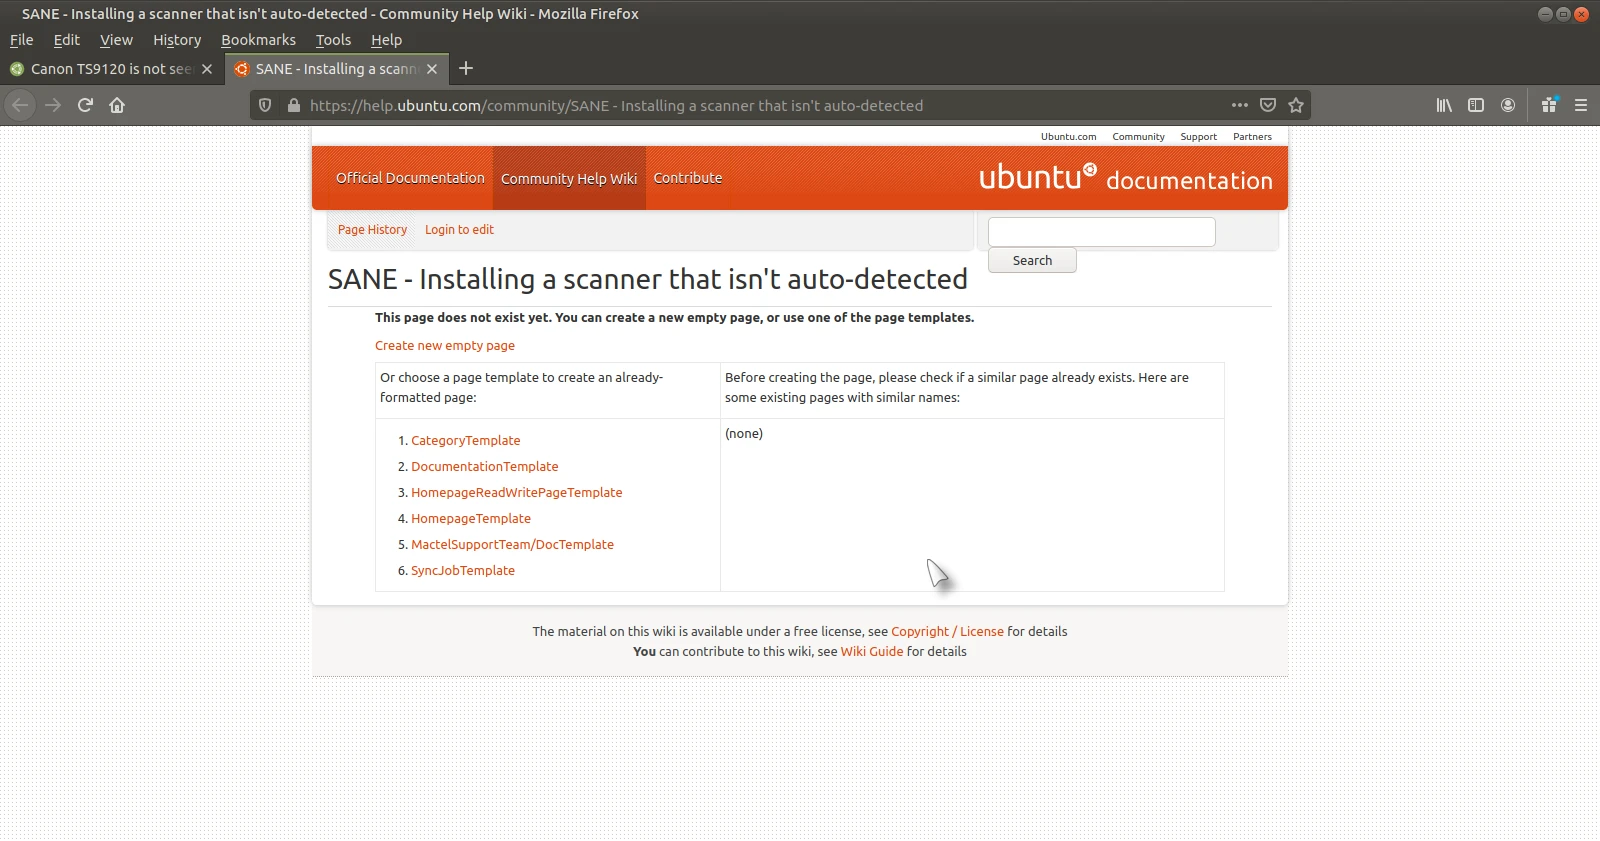 SANE - Installing a scanner that isn't auto-detected - Community Help Wiki - Mozilla Firefox
File Edit View History Bookmarks Tools Help
Canon TS9120 is not see
SANE - Installing a scann
https://help.ubuntu.com/community/SANE - Installing a scanner that isn't auto-detected
Ubuntu.com Community Support Partners
Official Documentation Community Help Wiki Contribute
ubuntu documentation
Page History Login to edit
Search
SANE - Installing a scanner that isn't auto-detected
This page does not exist yet. You can create a new empty page, or use one of the page templates.
Create new empty page
Or choose a page template to create an already-
formatted page:
Before creating the page, please check if a similar page already exists. Here are
some existing pages with similar names:
1. CategoryTemplate
2. DocumentationTemplate
3. HomepageReadWritePageTemplate
4. HomepageTemplate
5. MactelSupportTeam/DocTemplate
6. SyncJobTemplate
(none)
The material on this wiki is available under a free license, see Copyright / License for details
You can contribute to this wiki, see Wiki Guide for details